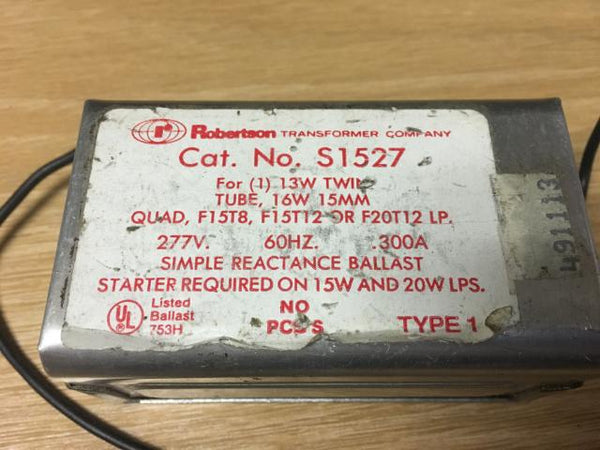 Robertson TRANSFORMER COMPANY
Cat. No. S1527
For (1) 13W TWIN
TUBE, 16W 15MM
QUAD, F15T8, F15T12 OR F20T12 LP.
277V. 60HZ. .300A
SIMPLE REACTANCE BALLAST
STARTER REQUIRED ON 15W AND 20W LPS.
UL Listed
Ballast
753H
NO
PCB'S
TYPE 1
491113